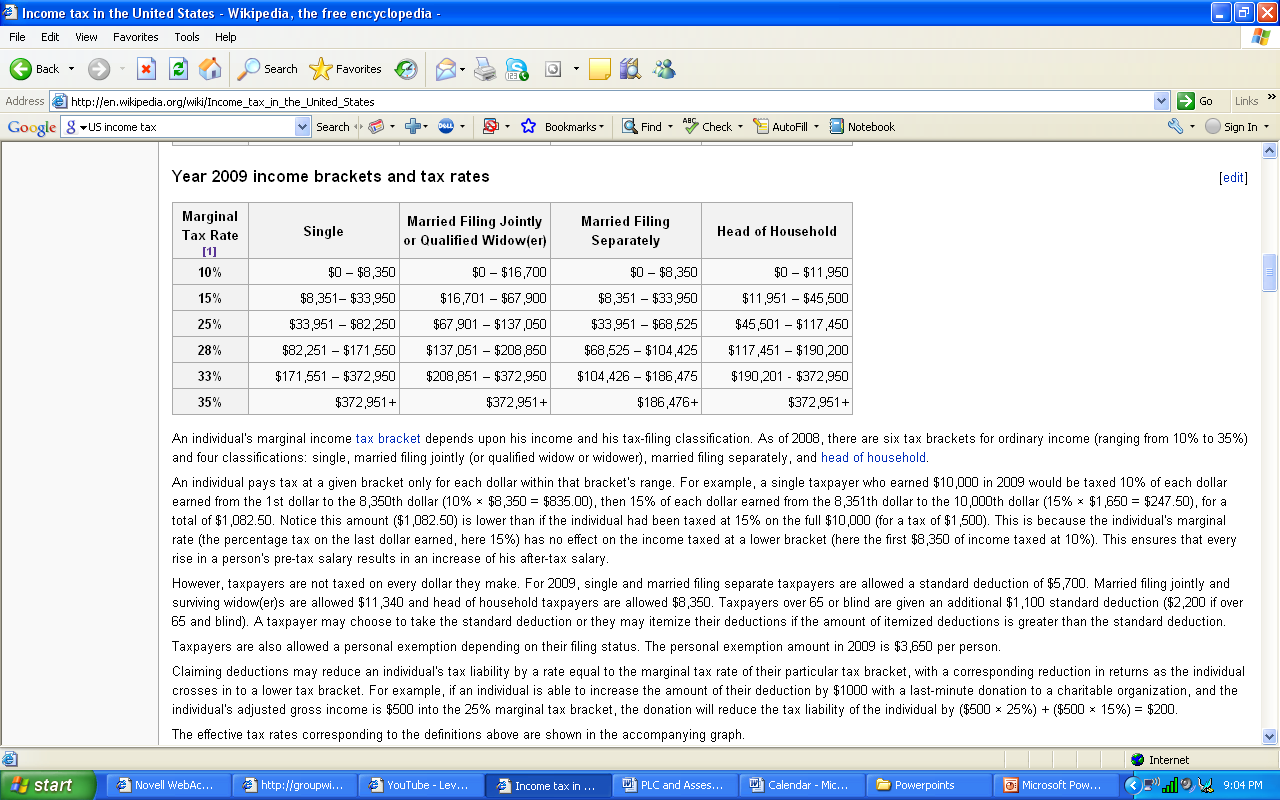 Income tax in the United States - Wikipedia, the free encyclopedia -
File Edit View Favorites Tools Help
Back Search Favorites
Address http://en.wikipedia.org/wiki/Income_tax_in_the_United_States Go Links »
Google g US income tax Search Bookmarks Find ABC Check AutoFill Notebook Sign In
Year 2009 income brackets and tax rates [edit]
Marginal Tax Rate [1] Single Married Filing Jointly or Qualified Widow(er) Married Filing Separately Head of Household
10% $0 – $8,350 $0 – $16,700 $0 – $8,350 $0 – $11,950
15% $8,351– $33,950 $16,701 – $67,900 $8,351 – $33,950 $11,951 – $45,500
25% $33,951 – $82,250 $67,901 – $137,050 $33,951 – $68,525 $45,501 – $117,450
28% $82,251 – $171,550 $137,051 – $208,850 $68,525 – $104,425 $117,451 – $190,200
33% $171,551 – $372,950 $208,851 – $372,950 $104,426 – $186,475 $190,201 - $372,950
35% $372,951+ $372,951+ $186,476+ $372,951+
An individual's marginal income tax bracket depends upon his income and his tax-filing classification. As of 2008, there are six tax brackets for ordinary income (ranging from 10% to 35%)
and four classifications: single, married filing jointly (or qualified widow or widower), married filing separately, and head of household.
An individual pays tax at a given bracket only for each dollar within that bracket's range. For example, a single taxpayer who earned $10,000 in 2009 would be taxed 10% of each dollar
earned from the 1st dollar to the 8,350th dollar (10% × $8,350 = $835.00), then 15% of each dollar earned from the 8,351th dollar to the 10,000th dollar (15% × $1,650 = $247.50), for a
total of $1,082.50. Notice this amount ($1,082.50) is lower than if the individual had been taxed at 15% on the full $10,000 (for a tax of $1,500). This is because the individual's marginal
rate (the percentage tax on the last dollar earned, here 15%) has no effect on the income taxed at a lower bracket (here the first $8,350 of income taxed at 10%). This ensures that every
rise in a person's pre-tax salary results in an increase of his after-tax salary.
However, taxpayers are not taxed on every dollar they make. For 2009, single and married filing separate taxpayers are allowed a standard deduction of $5,700. Married filing jointly and
surviving widow(er)s are allowed $11,340 and head of household taxpayers are allowed $8,350. Taxpayers over 65 or blind are given an additional $1,100 standard deduction ($2,200 if over
65 and blind). A taxpayer may choose to take the standard deduction or they may itemize their deductions if the amount of itemized deductions is greater than the standard deduction.
Taxpayers are also allowed a personal exemption depending on their filing status. The personal exemption amount in 2009 is $3,650 per person.
Claiming deductions may reduce an individual's tax liability by a rate equal to the marginal tax rate of their particular tax bracket, with a corresponding reduction in returns as the individual
crosses in to a lower tax bracket. For example, if an individual is able to increase the amount of their deduction by $1000 with a last-minute donation to a charitable organization, and the
individual's adjusted gross income is $500 into the 25% marginal tax bracket, the donation will reduce the tax liability of the individual by ($500 × 25%) + ($500 × 15%) = $200.
The effective tax rates corresponding to the definitions above are shown in the accompanying graph.
Internet
start Novell WebAc... http://groupwi... YouTube - Lev... Income tax in ... PLC and Asses... Calendar - Mic... Powerpoints Microsoft Pow... 9:04 PM